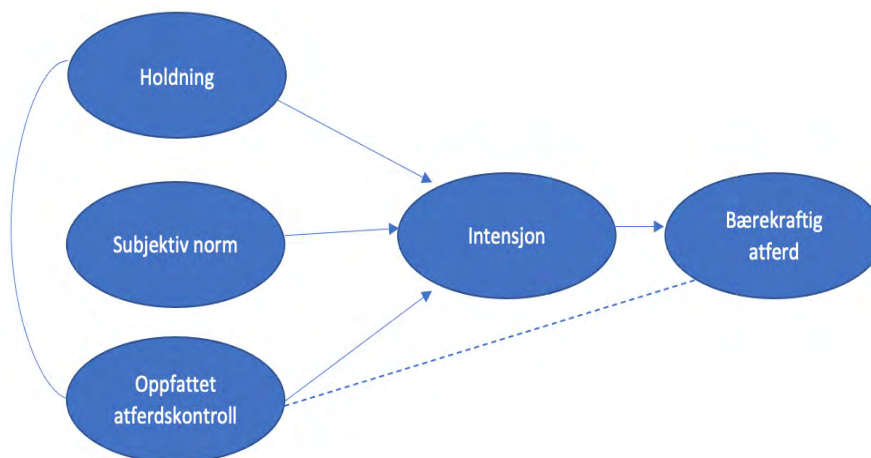 Holdning
Subjektiv norm
Oppfattet
atferdskontroll
Intensjon
Bærekraftig
atferd